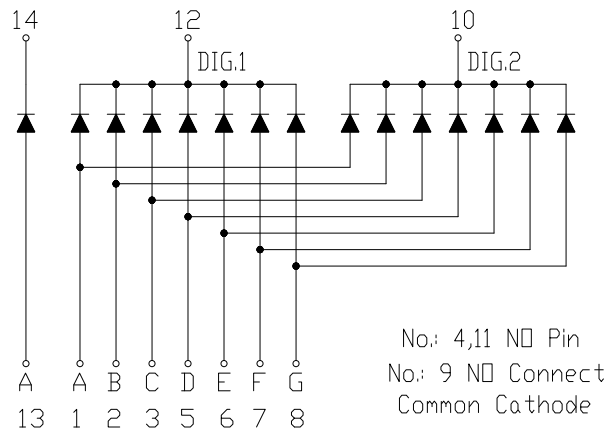 14 12 10
DIG.1 DIG.2
A A B C D E F G
13 1 2 3 5 6 7 8
No.: 4,11 NO Pin
No.: 9 NO Connect
Common Cathode